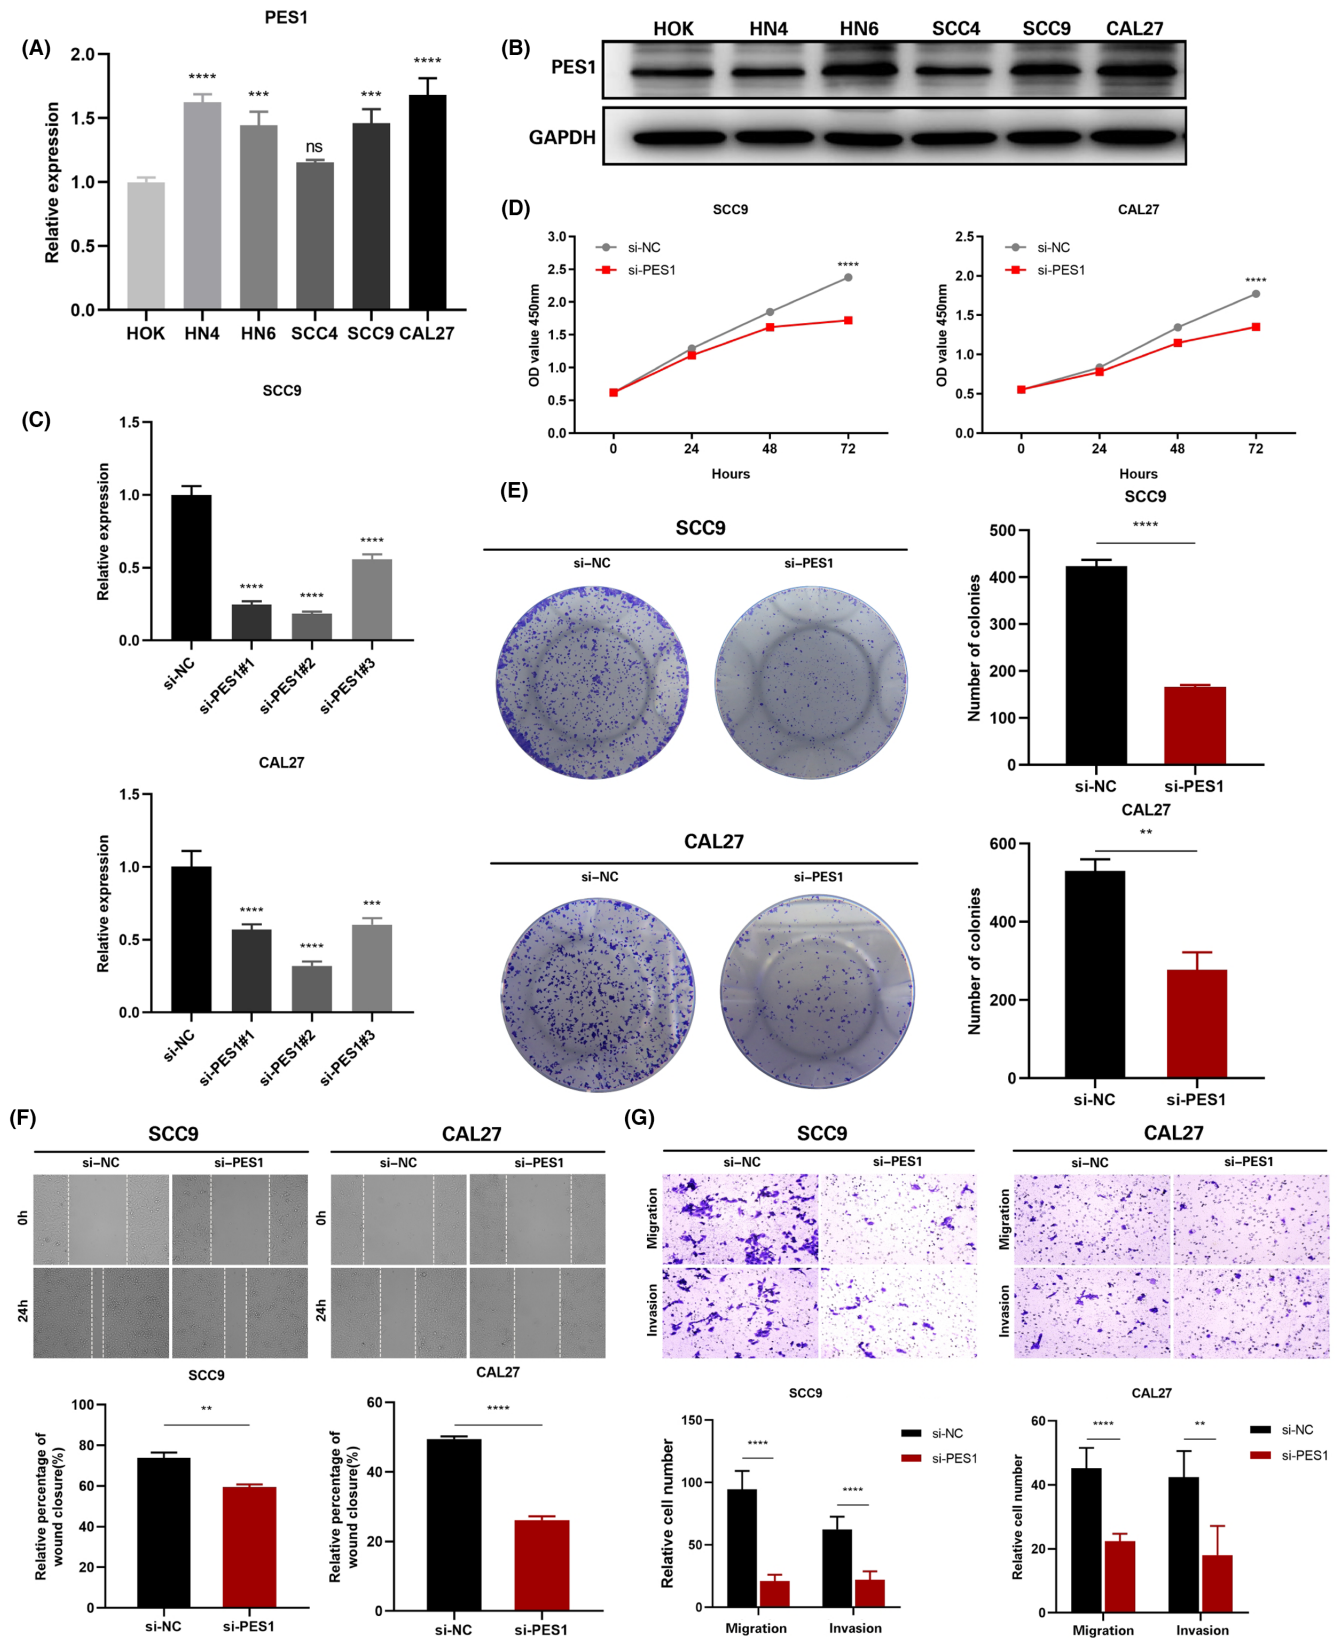 PES1
(A)
2.0
1.5
1.0
0.5
0.0
Relative expression
****
***
ns
***
****
HOK HN4 HN6 SCC4 SCC9 CAL27
(B)
HOK HN4 HN6 SCC4 SCC9 CAL27
PES1
GAPDH
(C)
SCC9
1.5
1.0
0.5
0.0
Relative expression
****
****
****
si-NC si-PES1#1 si-PES1#2 si-PES1#3
CAL27
1.5
1.0
0.5
0.0
Relative expression
****
****
***
si-NC si-PES1#1 si-PES1#2 si-PES1#3
(D)
SCC9
3.0
2.5
2.0
1.5
1.0
0.5
0.0
OD value 450nm
si-NC
si-PES1
****
0 24 48 72
Hours
CAL27
2.5
2.0
1.5
1.0
0.5
0.0
OD value 450nm
si-NC
si-PES1
****
0 24 48 72
Hours
(E)
SCC9
si-NC si-PES1
SCC9
500
400
300
200
100
0
Number of colonies
****
si-NC si-PES1
CAL27
si-NC si-PES1
CAL27
600
400
200
0
Number of colonies
**
si-NC si-PES1
(F)
SCC9 CAL27
si-NC si-PES1 si-NC si-PES1
0h 0h
24h 24h
SCC9
100
80
60
40
20
0
Relative percentage of
wound closure(%)
**
si-NC si-PES1
CAL27
60
40
20
0
Relative percentage of
wound closure(%)
****
si-NC si-PES1
(G)
SCC9 CAL27
si-NC si-PES1 si-NC si-PES1
Migration Migration
Invasion Invasion
SCC9
150
100
50
0
Relative cell number
****
****
si-NC
si-PES1
Migration Invasion
CAL27
60
40
20
0
Relative cell number
****
**
si-NC
si-PES1
Migration Invasion